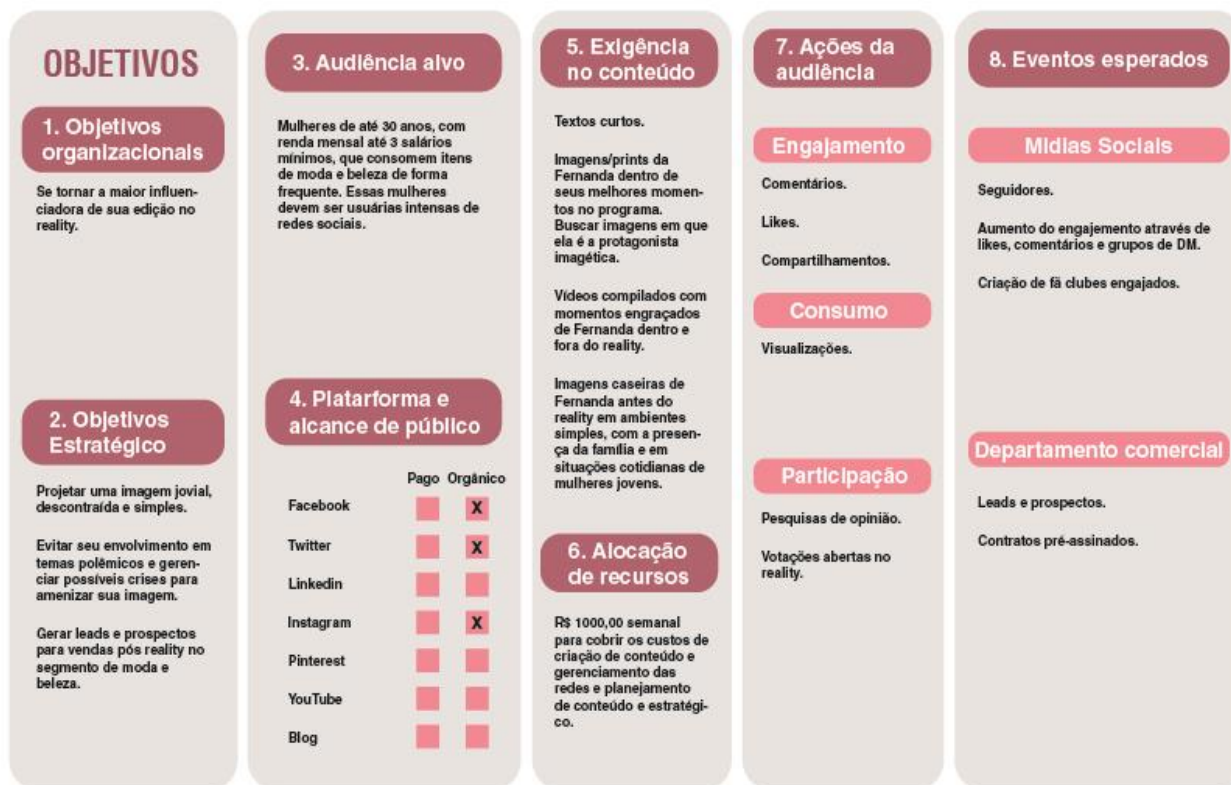 OBJETIVOS
1. Objetivos
organizacionais
Se tornar a maior influen-
ciadora de sua edição no
reality.
2. Objetivos
Estratégico
Projetar uma imagem jovial,
descontraída e simples.
Evitar seu envolvimento em
temas polêmicos e geren-
ciar possíveis crises para
amenizar sua imagem.
Gerar leads e prospectos
para vendas pós reality no
segmento de moda e
beleza.
3. Audiência alvo
Mulheres de até 30 anos, com
renda mensal até 3 salários
mínimos, que consomem itens
de moda e beleza de forma
frequente. Essas mulheres
devem ser usuárias intensas de
redes sociais.
4. Platarforma e
alcance de público
Pago Orgânico
Facebook X
Twitter X
Linkedin
Instagram X
Pinterest
YouTube
Blog
5. Exigência
no conteúdo
Textos curtos.
Imagens/prints da
Fernanda dentro de
seus melhores momen-
tos no programa.
Buscar imagens em que
ela é a protagonista
imagética.
Vídeos compilados com
momentos engraçados
de Fernanda dentro e
fora do reality.
Imagens caseiras de
Fernanda antes do
reality em ambientes
simples, com a presen-
ça da família e em
situações cotidianas de
mulheres jovens.
6. Alocação
de recursos
R$ 1000,00 semanal
para cobrir os custos de
criação de conteúdo e
gerenciamento das
redes e planejamento
de conteúdo e estratégi-
co.
7. Ações da
audiência
Engajamento
Comentários.
Likes.
Compartilhamentos.
Consumo
Visualizações.
Participação
Pesquisas de opinião.
Votações abertas no
reality.
8. Eventos esperados
Midias Sociais
Seguidores.
Aumento do engajemento através de
likes, comentários e grupos de DM.
Criação de fã clubes engajados.
Departamento comercial
Leads e prospectos.
Contratos pré-assinados.